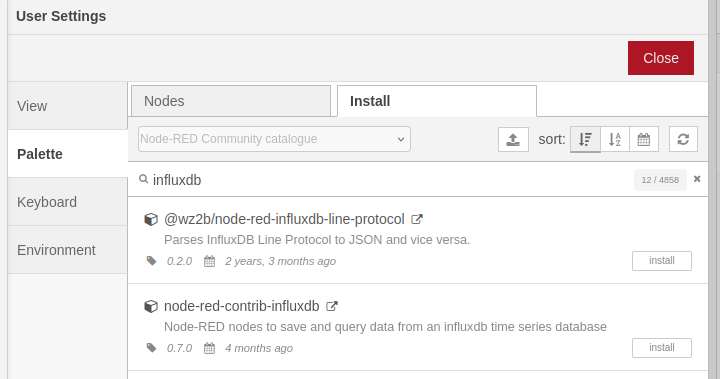 User Settings
Close
View
Palette
Keyboard
Environment
Nodes
Install
Node-RED Community catalogue
sort:
influxdb
12 / 4858
@wz2b/node-red-influxdb-line-protocol
Parses InfluxDB Line Protocol to JSON and vice versa.
0.2.0 2 years, 3 months ago
install
node-red-contrib-influxdb
Node-RED nodes to save and query data from an influxdb time series database
0.7.0 4 months ago
install